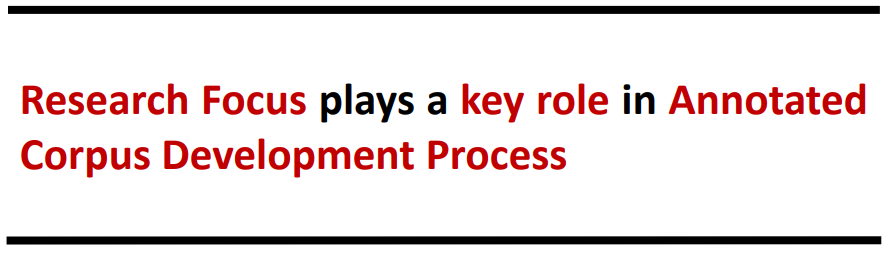 Research Focus plays a key role in Annotated
Corpus Development Process